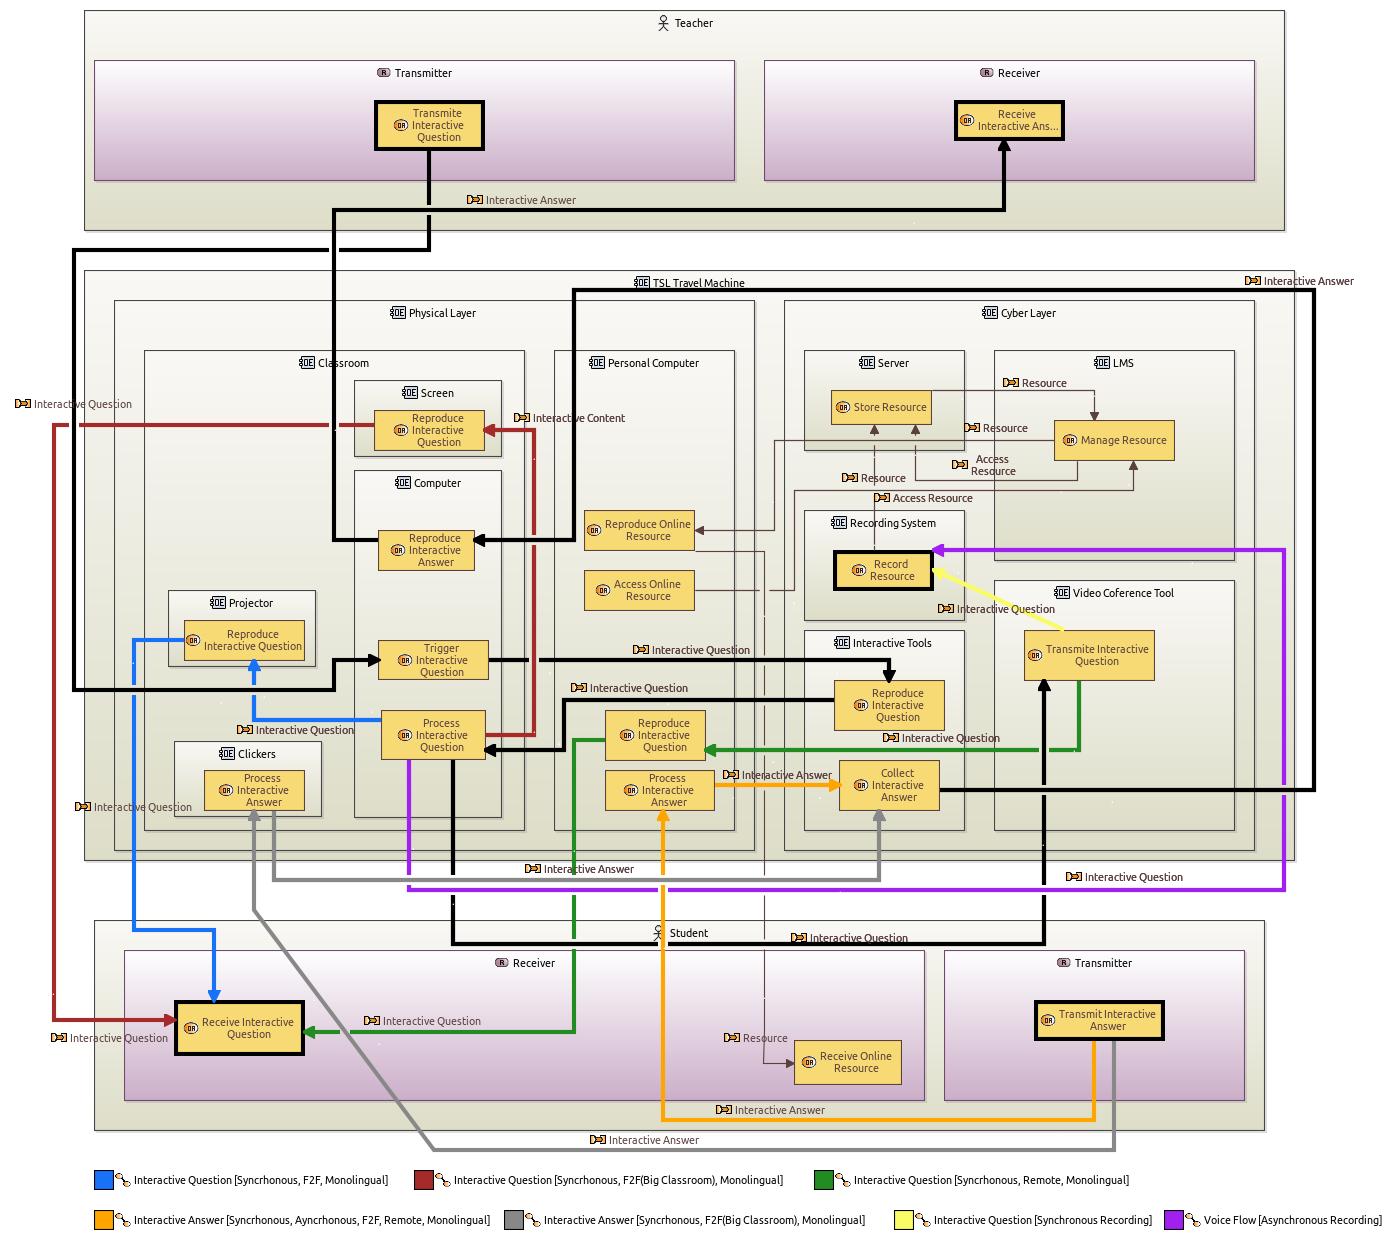 Teacher
Transmitter
Receiver
Transmite
Interactive
Question
Receive
Interactive Ans...
Interactive Answer
TSL Travel Machine
Interactive Answer
Physical Layer
Cyber Layer
Classroom
Personal Computer
Server
LMS
Screen
Resource
Interactive Question
Reproduce
Interactive
Question
Interactive Content
Store Resource
Resource
Manage Resource
Access
Resource
Computer
Resource
Access Resource
Reproduce
Interactive
Answer
Reproduce Online
Resource
Recording System
Record
Resource
Access Online
Resource
Projector
Interactive Question
Video Coference Tool
Reproduce
Interactive Question
Trigger
Interactive
Question
Interactive Question
Interactive Tools
Transmite Interactive
Question
Interactive Question
Reproduce
Interactive
Question
Interactive Question
Process
Interactive
Question
Reproduce
Interactive
Question
Interactive Question
Clickers
Process
Interactive
Answer
Process
Interactive
Answer
Interactive Answer
Collect
Interactive
Answer
Interactive Question
Interactive Answer
Interactive Question
Student
Interactive Question
Receiver
Transmitter
Receive Interactive
Question
Interactive Question
Transmit Interactive
Answer
Interactive Question
Resource
Receive Online
Resource
Interactive Answer
Interactive Answer
Interactive Question [Syncrhonous, F2F, Monolingual]
Interactive Question [Syncrhonous, F2F(Big Classroom), Monolingual]
Interactive Question [Syncrhonous, Remote, Monolingual]
Interactive Answer [Syncrhonous, Ayncrhonous, F2F, Remote, Monolingual]
Interactive Answer [Syncrhonous, F2F(Big Classroom), Monolingual]
Interactive Question [Synchronous Recording]
Voice Flow [Asynchronous Recording]